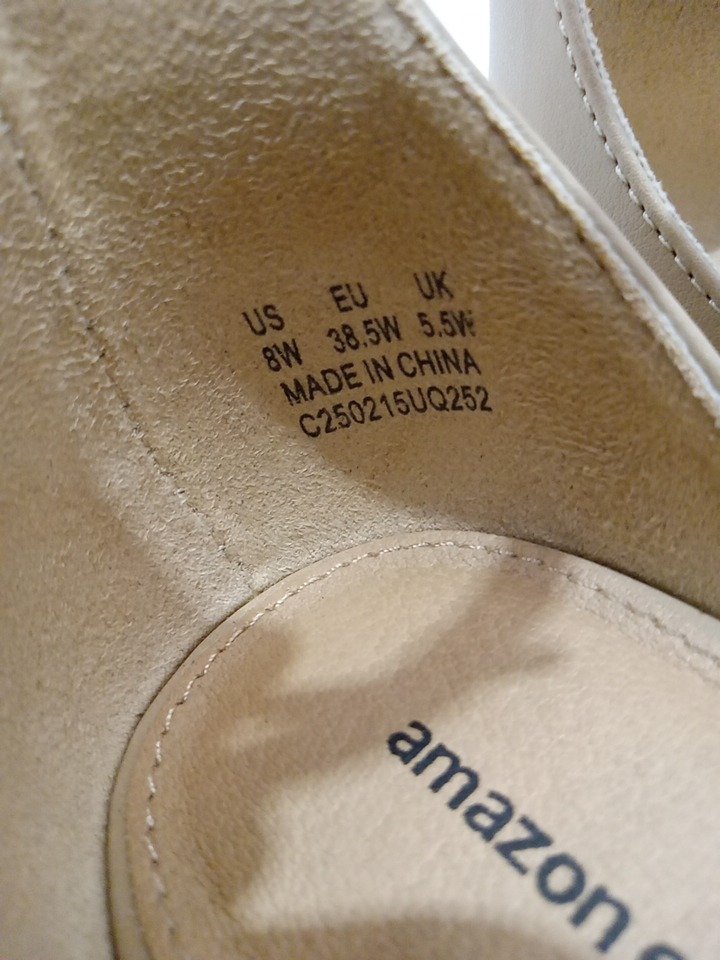 US EU UK
8W 38.5W 5.5W
MADE IN CHINA
C250215UQ252
amazon